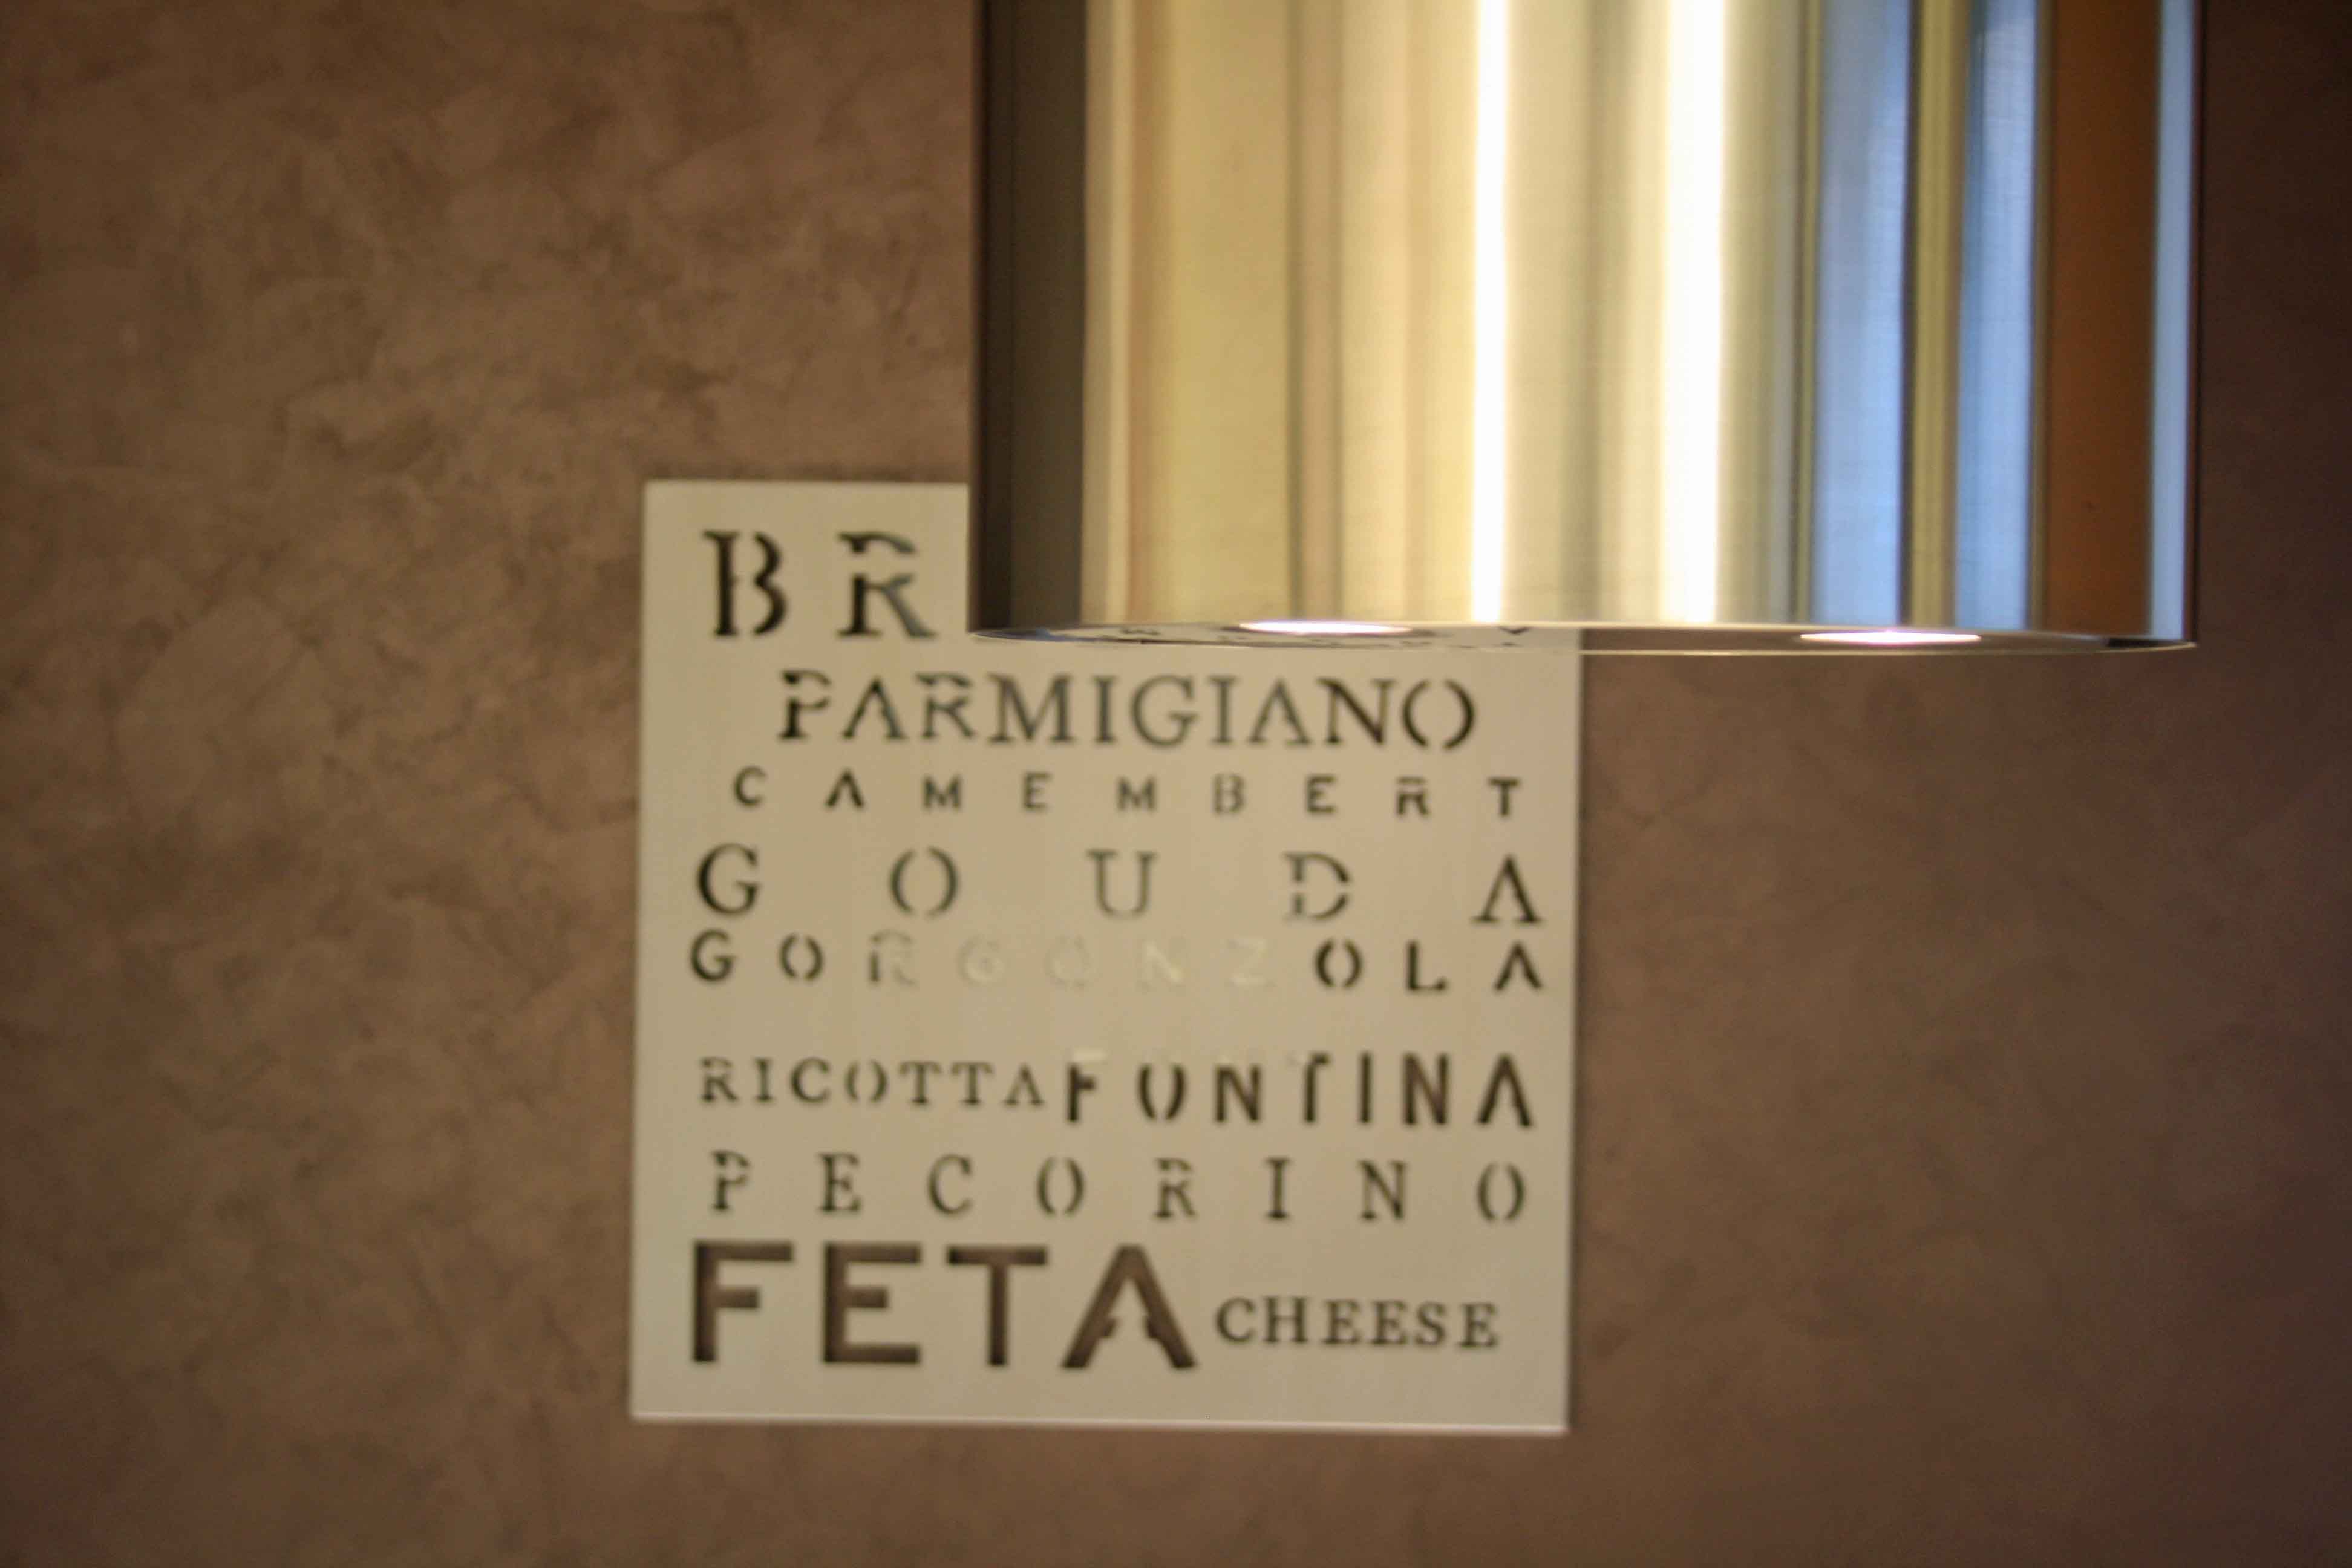 BR
PARMIGIANO
CAMEMBERT
GOUDA
GORGONZOLA
RICOTTA FONTINA
PECORINO
FETA CHEESE